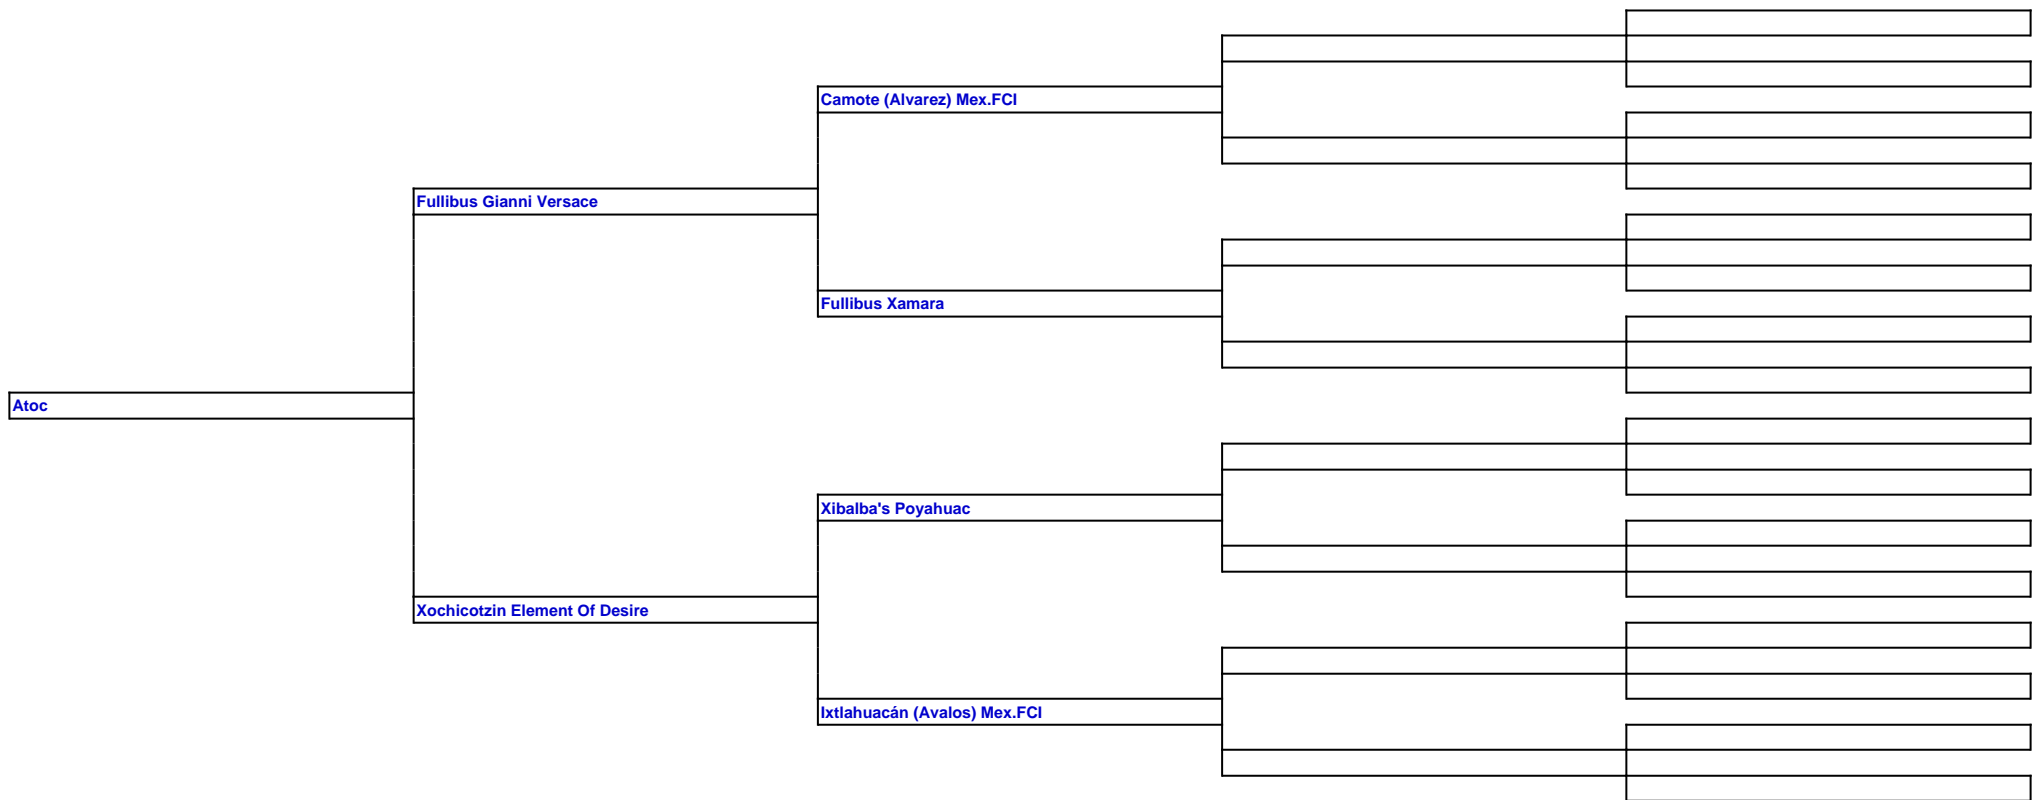 Camote (Alvarez) Mex.FCI
Fullibus Gianni Versace
Fullibus Xamara
Atoc
Xibalba's Poyahuac
Xochicotzin Element Of Desire
Ixtlahuacán (Avalos) Mex.FCI